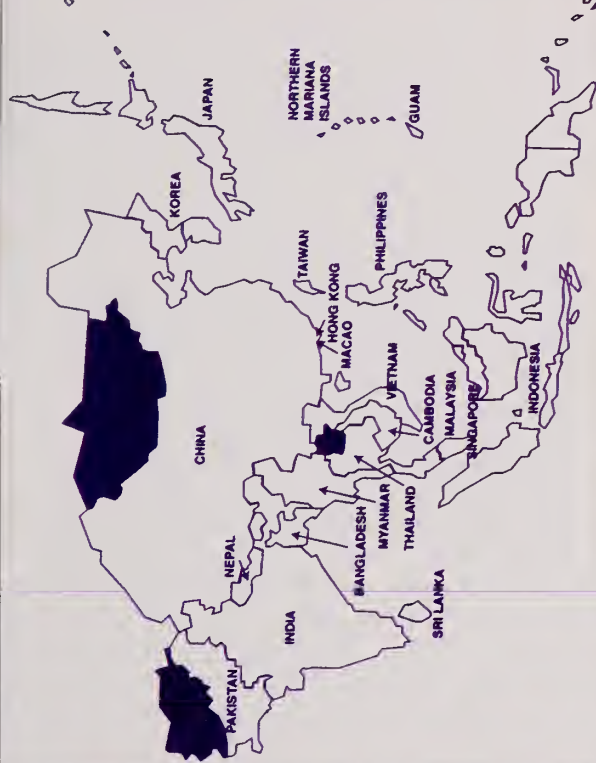 JAPAN
KOREA
NORTHERN
MARIANA
ISLANDS
GUAM
TAIWAN
PHILIPPINES
HONG KONG
MACAO
CHINA
VIETNAM
CAMBODIA
MALAYSIA
SINGAPORE
INDONESIA
NEPAL
BANGLADESH
MYANMAR
THAILAND
PAKISTAN
INDIA
SRI LANKA